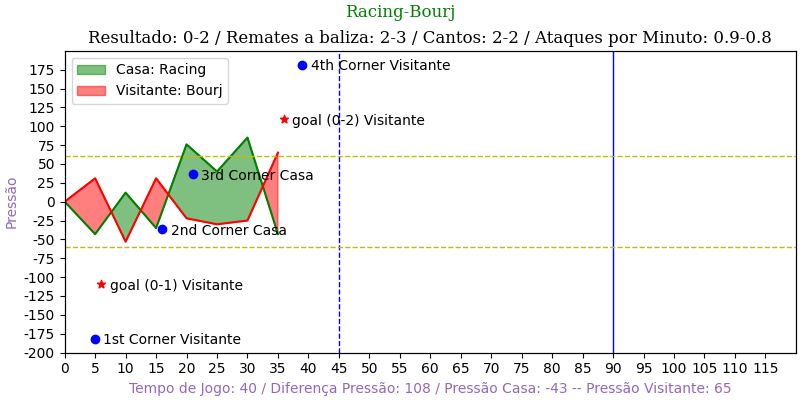 Racing-Bourj
Resultado: 0-2 / Remates a baliza: 2-3 / Cantos: 2-2 / Ataques por Minuto: 0.9-0.8
Casa: Racing
Visitante: Bourj
4th Corner Visitante
goal (0-2) Visitante
3rd Corner Casa
2nd Corner Casa
goal (0-1) Visitante
1st Corner Visitante
Pressão
175
150
125
100
75
50
25
0
-25
-50
-75
-100
-125
-150
-175
-200
0 5 10 15 20 25 30 35 40 45 50 55 60 65 70 75 80 85 90 95 100 105 110 115
Tempo de Jogo: 40 / Diferença Pressão: 108 / Pressão Casa: -43 -- Pressão Visitante: 65